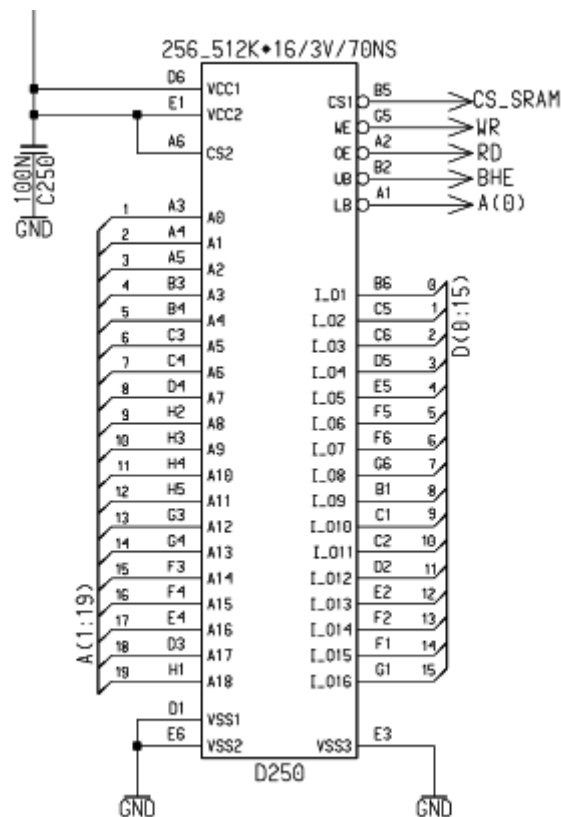 256_512K*16/3V/70NS
D6 VCC1
E1 VCC2
A6 CS2
CS1 B5 CS_SRAM
WE G5 WR
OE A2 RD
UB B2 BHE
LB A1 A(0)
100N
C250
GND
1 A3 A0
2 A4 A1
3 A5 A2
4 B3 A3
5 B4 A4
6 C3 A5
7 C4 A6
8 D4 A7
9 H2 A8
10 H3 A9
11 H4 A10
12 H5 A11
13 G3 A12
14 G4 A13
15 F3 A14
16 F4 A15
17 E4 A16
18 D3 A17
19 H1 A18
A(1:19)
I_O1 B6 0
I_O2 C5 1
I_O3 C6 2
I_O4 D5 3
I_O5 E5 4
I_O6 F5 5
I_O7 F6 6
I_O8 G6 7
I_O9 B1 8
I_O10 C1 9
I_O11 C2 10
I_O12 D2 11
I_O13 E2 12
I_O14 F2 13
I_O15 F1 14
I_O16 G1 15
D(0:15)
D1 VSS1
E6 VSS2
VSS3 E3
D250
GND
GND